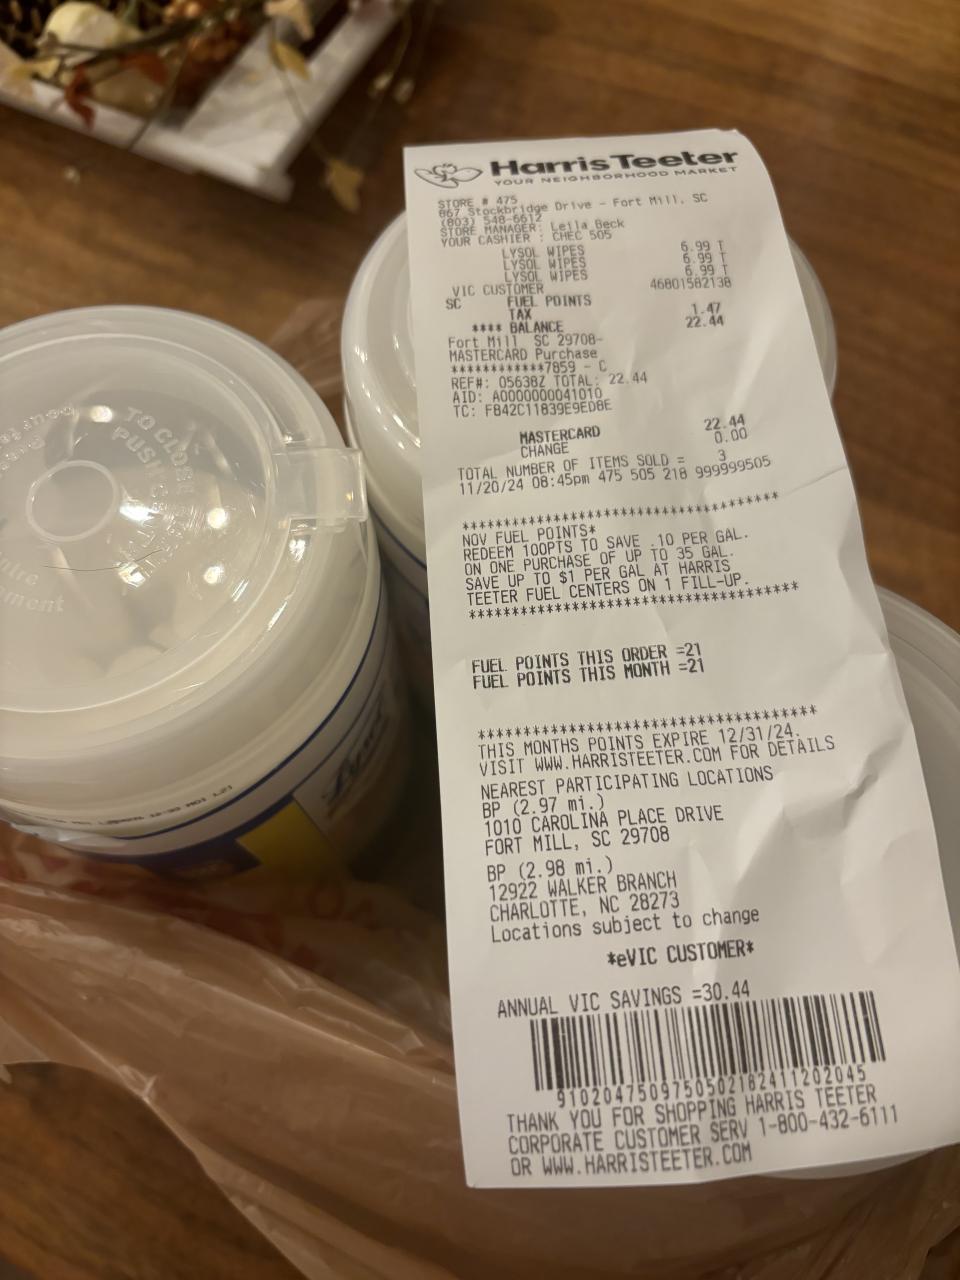 Harris Teeter
YOUR NEIGHBORHOOD MARKET
STORE # 475
867 Stockbridge Drive - Fort Mill, SC
(803) 548-6612
STORE MANAGER: Leila Beck
YOUR CASHIER : CHEC 505
LYSOL WIPES 6.99 T
LYSOL WIPES 6.99 T
LYSOL WIPES 6.99 T
VIC CUSTOMER 46801582138
SC FUEL POINTS
TAX 1.47
**** BALANCE 22.44
Fort Mill SC 29708-
MASTERCARD Purchase
************7859 - C
REF#: 05638Z TOTAL: 22.44
AID: A0000000041010
TC: FB42C11839E9ED8E
MASTERCARD 22.44
CHANGE 0.00
TOTAL NUMBER OF ITEMS SOLD = 3
11/20/24 08:45pm 475 505 218 999999505
**************************************
NOV FUEL POINTS*
REDEEM 100PTS TO SAVE .10 PER GAL.
ON ONE PURCHASE OF UP TO 35 GAL.
SAVE UP TO $1 PER GAL AT HARRIS
TEETER FUEL CENTERS ON 1 FILL-UP.
**************************************
FUEL POINTS THIS ORDER =21
FUEL POINTS THIS MONTH =21
**************************************
THIS MONTHS POINTS EXPIRE 12/31/24.
VISIT WWW.HARRISTEETER.COM FOR DETAILS
NEAREST PARTICIPATING LOCATIONS
BP (2.97 mi.)
1010 CAROLINA PLACE DRIVE
FORT MILL, SC 29708
BP (2.98 mi.)
12922 WALKER BRANCH
CHARLOTTE, NC 28273
Locations subject to change
*eVIC CUSTOMER*
ANNUAL VIC SAVINGS =30.44
9102047509750502182411202045
THANK YOU FOR SHOPPING HARRIS TEETER
CORPORATE CUSTOMER SERV 1-800-432-6111
OR WWW.HARRISTEETER.COM
TO CLOSE
PUSH